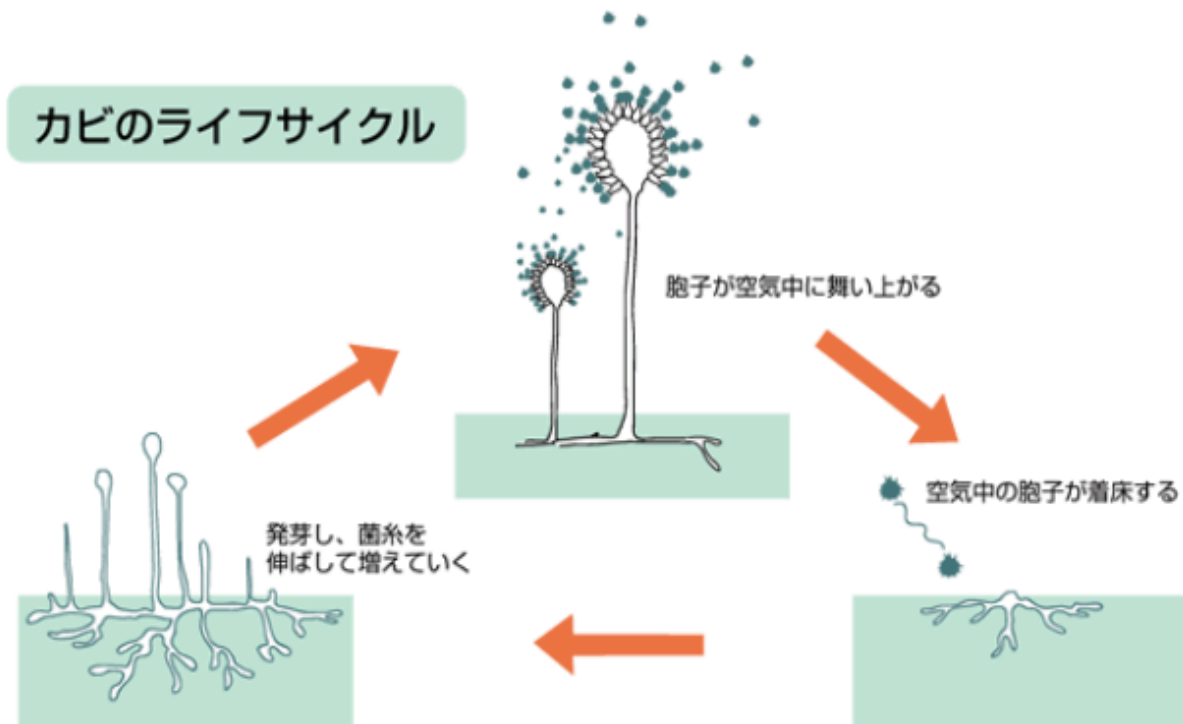 カビのライフサイクル
胞子が空気中に舞い上がる
空気中の胞子が着床する
発芽し、菌糸を
伸ばして増えていく